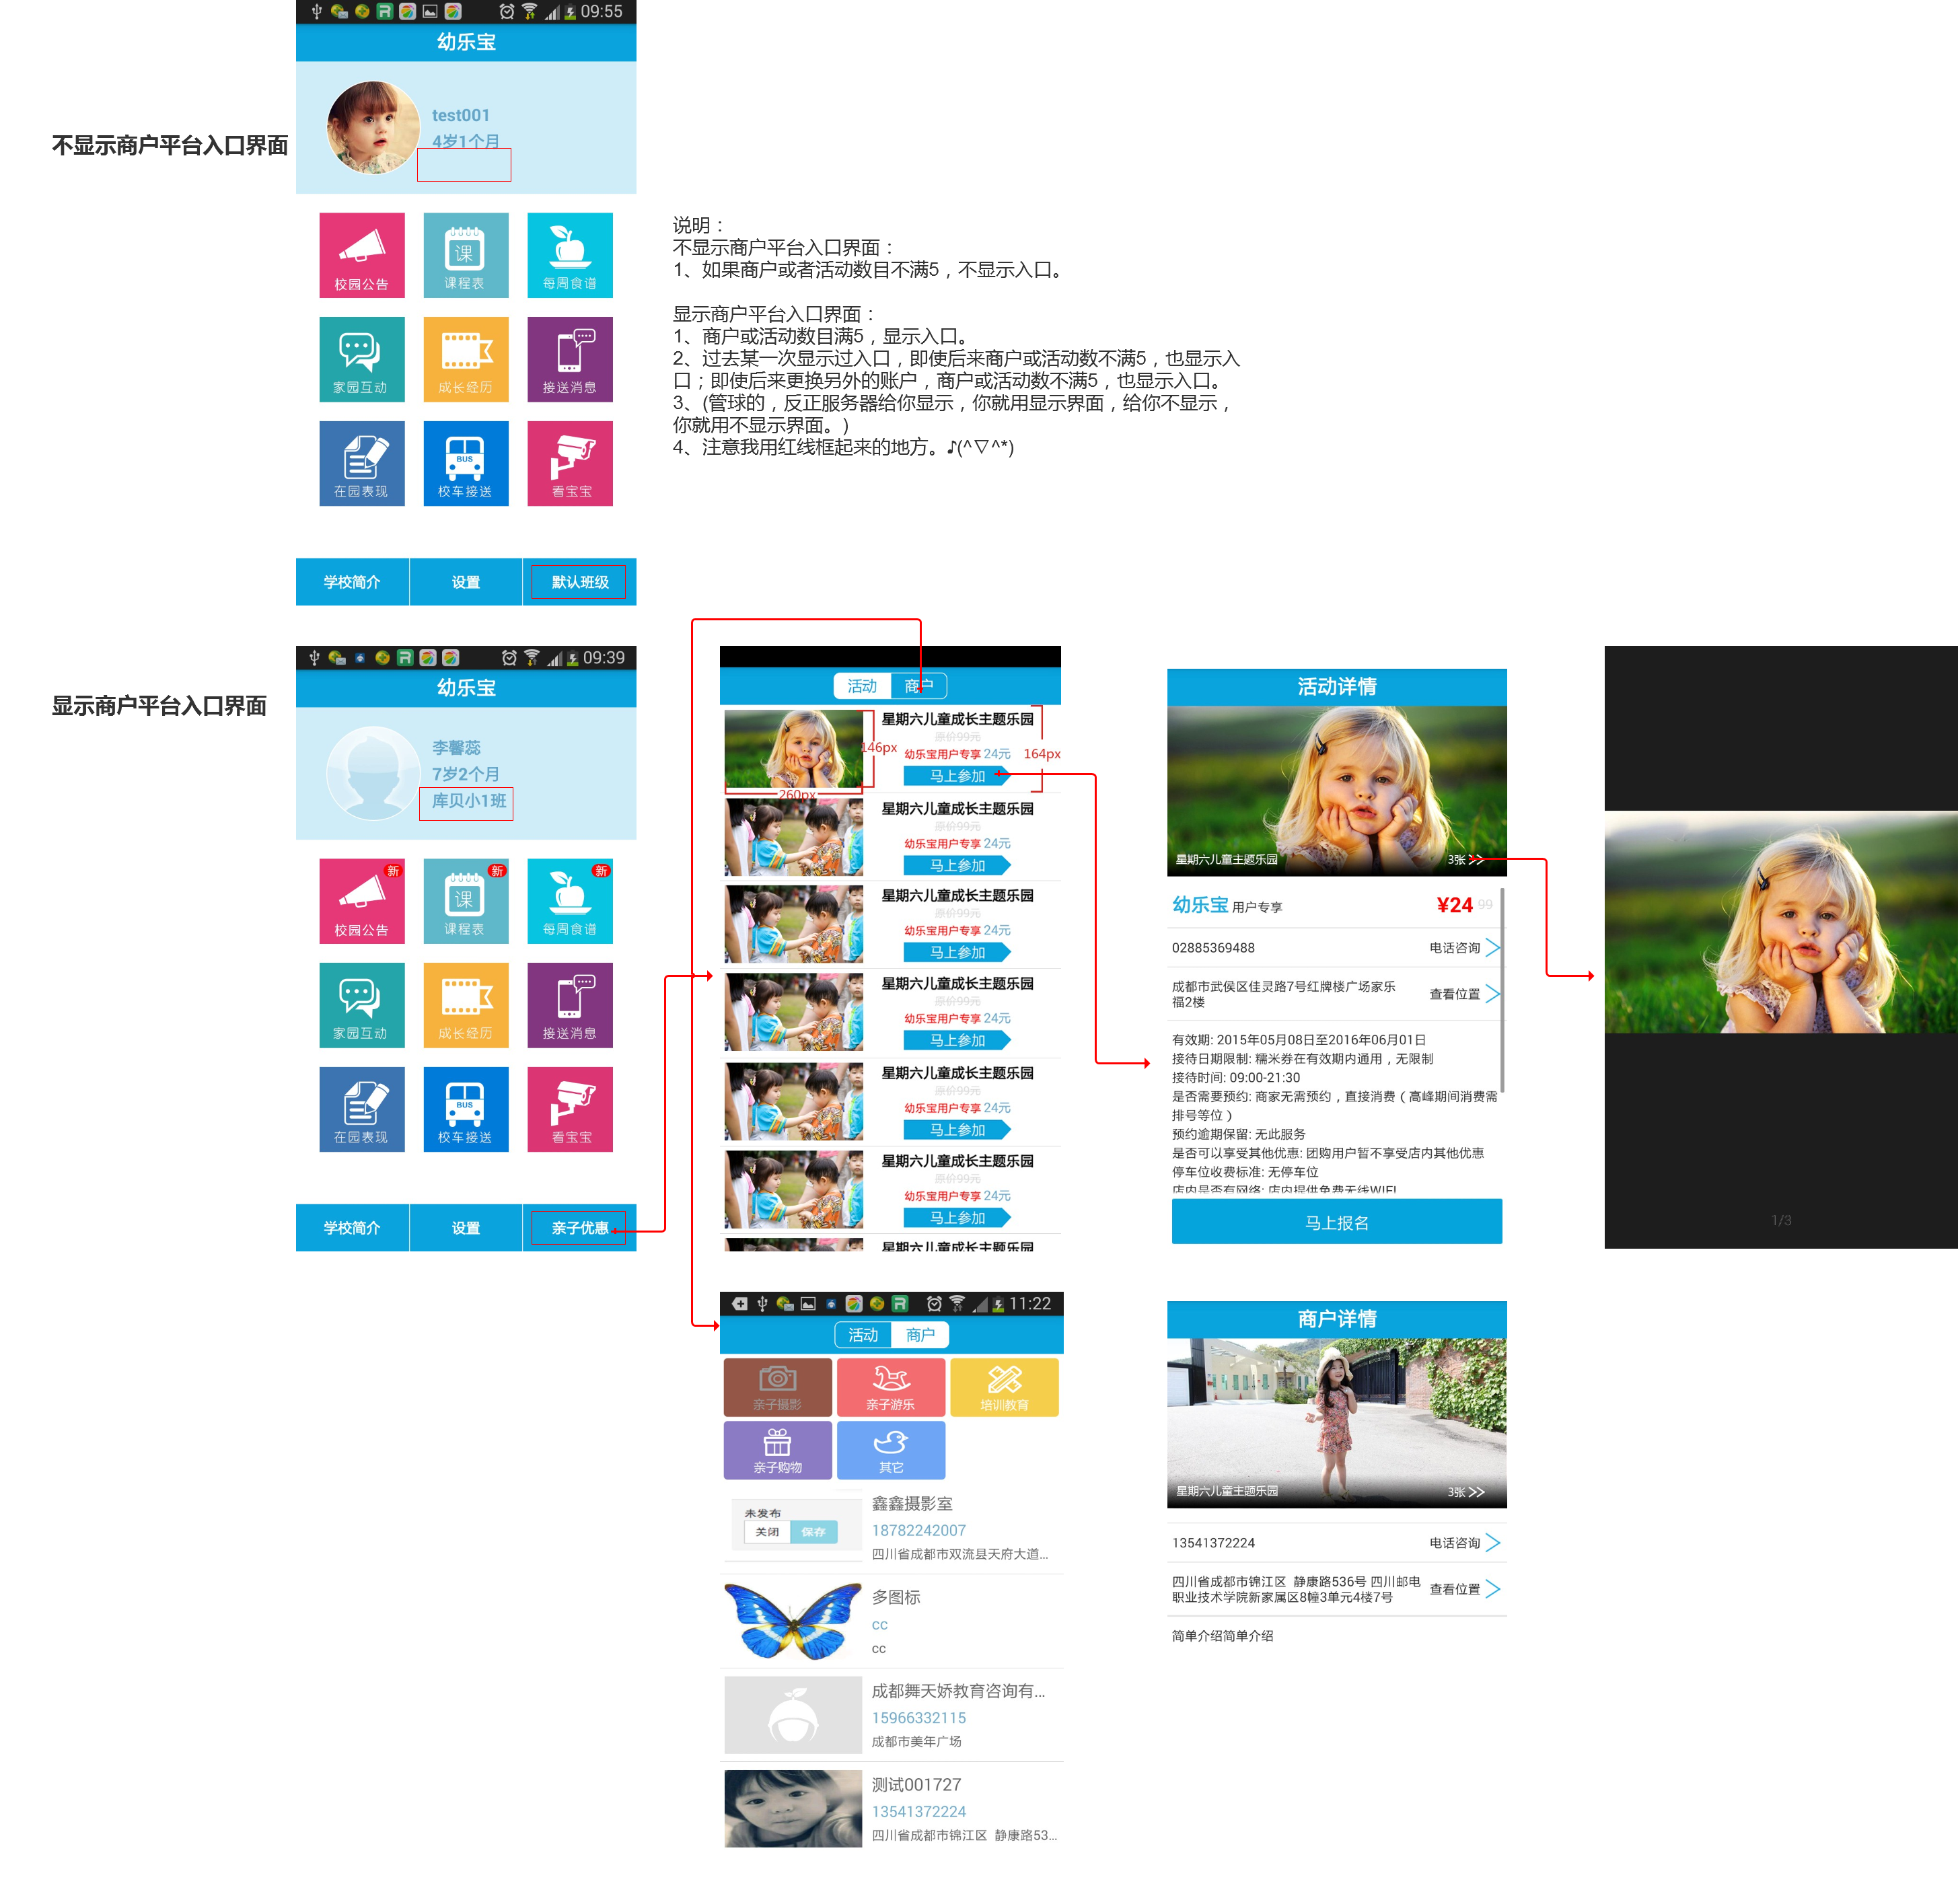 09:55
幼乐宝
不显示商户平台入口界面
test001
4岁1个月
校园公告
课
课程表
每周食谱
家园互动
成长经历
接送消息
在园表现
BUS
校车接送
看宝宝
学校简介
设置
默认班级
说明：
不显示商户平台入口界面：
1、如果商户或者活动数目不满5，不显示入口。
显示商户平台入口界面：
1、商户或活动数目满5，显示入口。
2、过去某一次显示过入口，即使后来商户或活动数不满5，也显示入
口；即使后来更换另外的账户，商户或活动数不满5，也显示入口。
3、(管球的，反正服务器给你显示，你就用显示界面，给你不显示，
你就用不显示界面。)
4、注意我用红线框起来的地方。♪(^∇^*)
显示商户平台入口界面
09:39
幼乐宝
李馨蕊
7岁2个月
库贝小1班
新
校园公告
新
课
课程表
新
每周食谱
家园互动
成长经历
接送消息
在园表现
BUS
校车接送
看宝宝
学校简介
设置
亲子优惠
活动
商户
星期六儿童成长主题乐园
原价99元
幼乐宝用户专享 24元
马上参加
146px
164px
260px
星期六儿童成长主题乐园
原价99元
幼乐宝用户专享 24元
马上参加
星期六儿童成长主题乐园
原价99元
幼乐宝用户专享 24元
马上参加
星期六儿童成长主题乐园
原价99元
幼乐宝用户专享 24元
马上参加
星期六儿童成长主题乐园
原价99元
幼乐宝用户专享 24元
马上参加
星期六儿童成长主题乐园
原价99元
幼乐宝用户专享 24元
马上参加
星期六儿童成长主题乐园
活动详情
星期六儿童主题乐园
3张
幼乐宝 用户专享
¥24 99
02885369488
电话咨询
成都市武侯区佳灵路7号红牌楼广场家乐
福2楼
查看位置
有效期: 2015年05月08日至2016年06月01日
接待日期限制: 糯米券在有效期内通用，无限制
接待时间: 09:00-21:30
是否需要预约: 商家无需预约，直接消费（高峰期间消费需
排号等位）
预约逾期保留: 无此服务
是否可以享受其他优惠: 团购用户暂不享受店内其他优惠
停车位收费标准: 无停车位
店内是否有网络: 店内提供免费无线WIFI
马上报名
1/3
11:22
活动
商户
亲子摄影
亲子游乐
培训教育
亲子购物
其它
未发布
关闭
保存
鑫鑫摄影室
18782242007
四川省成都市双流县天府大道...
多图标
cc
cc
成都舞天娇教育咨询有...
15966332115
成都市美年广场
测试001727
13541372224
四川省成都市锦江区 静康路53...
商户详情
星期六儿童主题乐园
3张
13541372224
电话咨询
四川省成都市锦江区 静康路536号 四川邮电
职业技术学院新家属区8幢3单元4楼7号
查看位置
简单介绍简单介绍